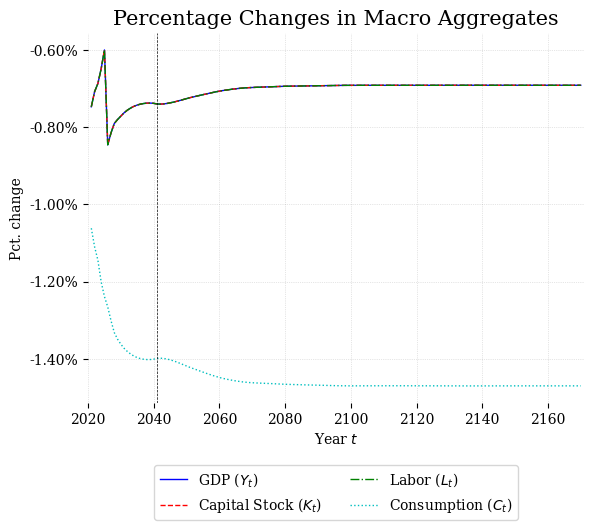 Percentage Changes in Macro Aggregates
-0.60%
-0.80%
-1.00%
-1.20%
-1.40%
Pct. change
2020 2040 2060 2080 2100 2120 2140 2160
Year t
GDP (Y_t) Labor (L_t)
Capital Stock (K_t) Consumption (C_t)